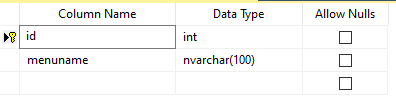 Column Name Data Type Allow Nulls
id int
menuname nvarchar(100)